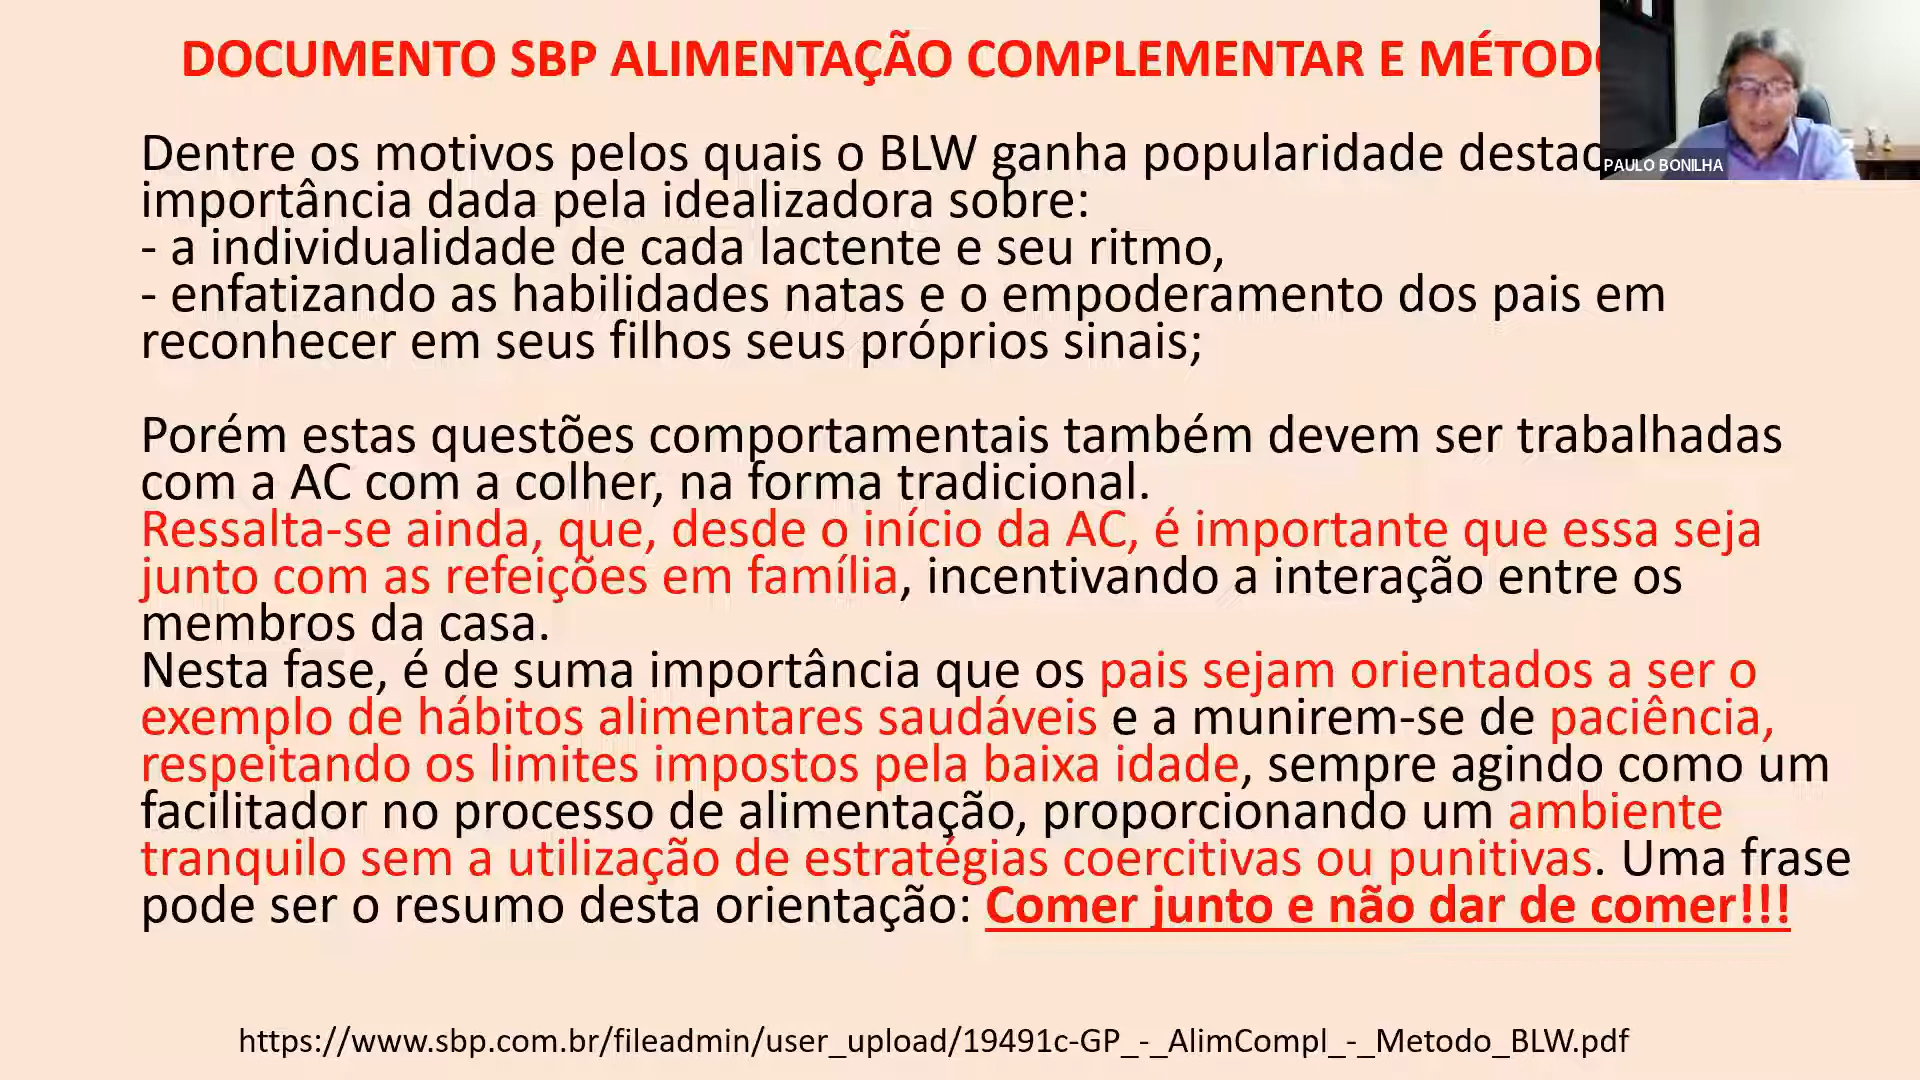 DOCUMENTO SBP ALIMENTAÇÃO COMPLEMENTAR E
PAULO BONILHA
Dentre os motivos pelos quais o BLW ganha popularidade
importância dada pela idealizadora sobre:
- a individualidade de cada lactente e seu ritmo,
- enfatizando as habilidades natas e o empoderamento dos pais em
reconhecer em seus filhos seus próprios sinais;
Porém estas questões comportamentais também devem ser trabalhadas
com a AC com a colher, na forma tradicional.
Ressalta-se ainda, que, desde o início da AC, é importante que essa seja
junto com as refeições em família, incentivando a interação entre os
membros da casa.
Nesta fase, é de suma importância que os pais sejam orientados a ser o
exemplo de hábitos alimentares saudáveis e a munirem-se de paciência,
respeitando os limites impostos pela baixa idade, sempre agindo como um
facilitador no processo de alimentação, proporcionando um ambiente
tranquilo sem a utilização de estratégias coercitivas ou punitivas. Uma frase
pode ser o resumo desta orientação: Comer junto e não dar de comer!!!
https://www.sbp.com.br/fileadmin/user_upload/19491c-GP_-_AlimCompl_-_Metodo_BLW.pdf